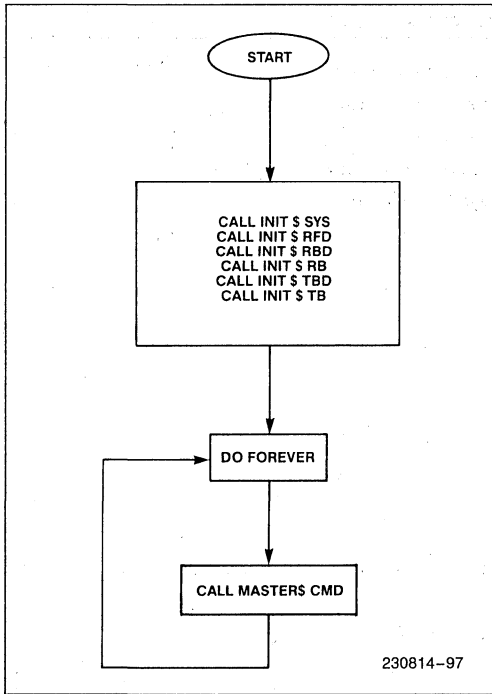 START
CALL INIT $ SYS
CALL INIT $ RFD
CALL INIT $ RBD
CALL INIT $ RB
CALL INIT $ TBD
CALL INIT $ TB
DO FOREVER
CALL MASTER$ CMD
230814-97